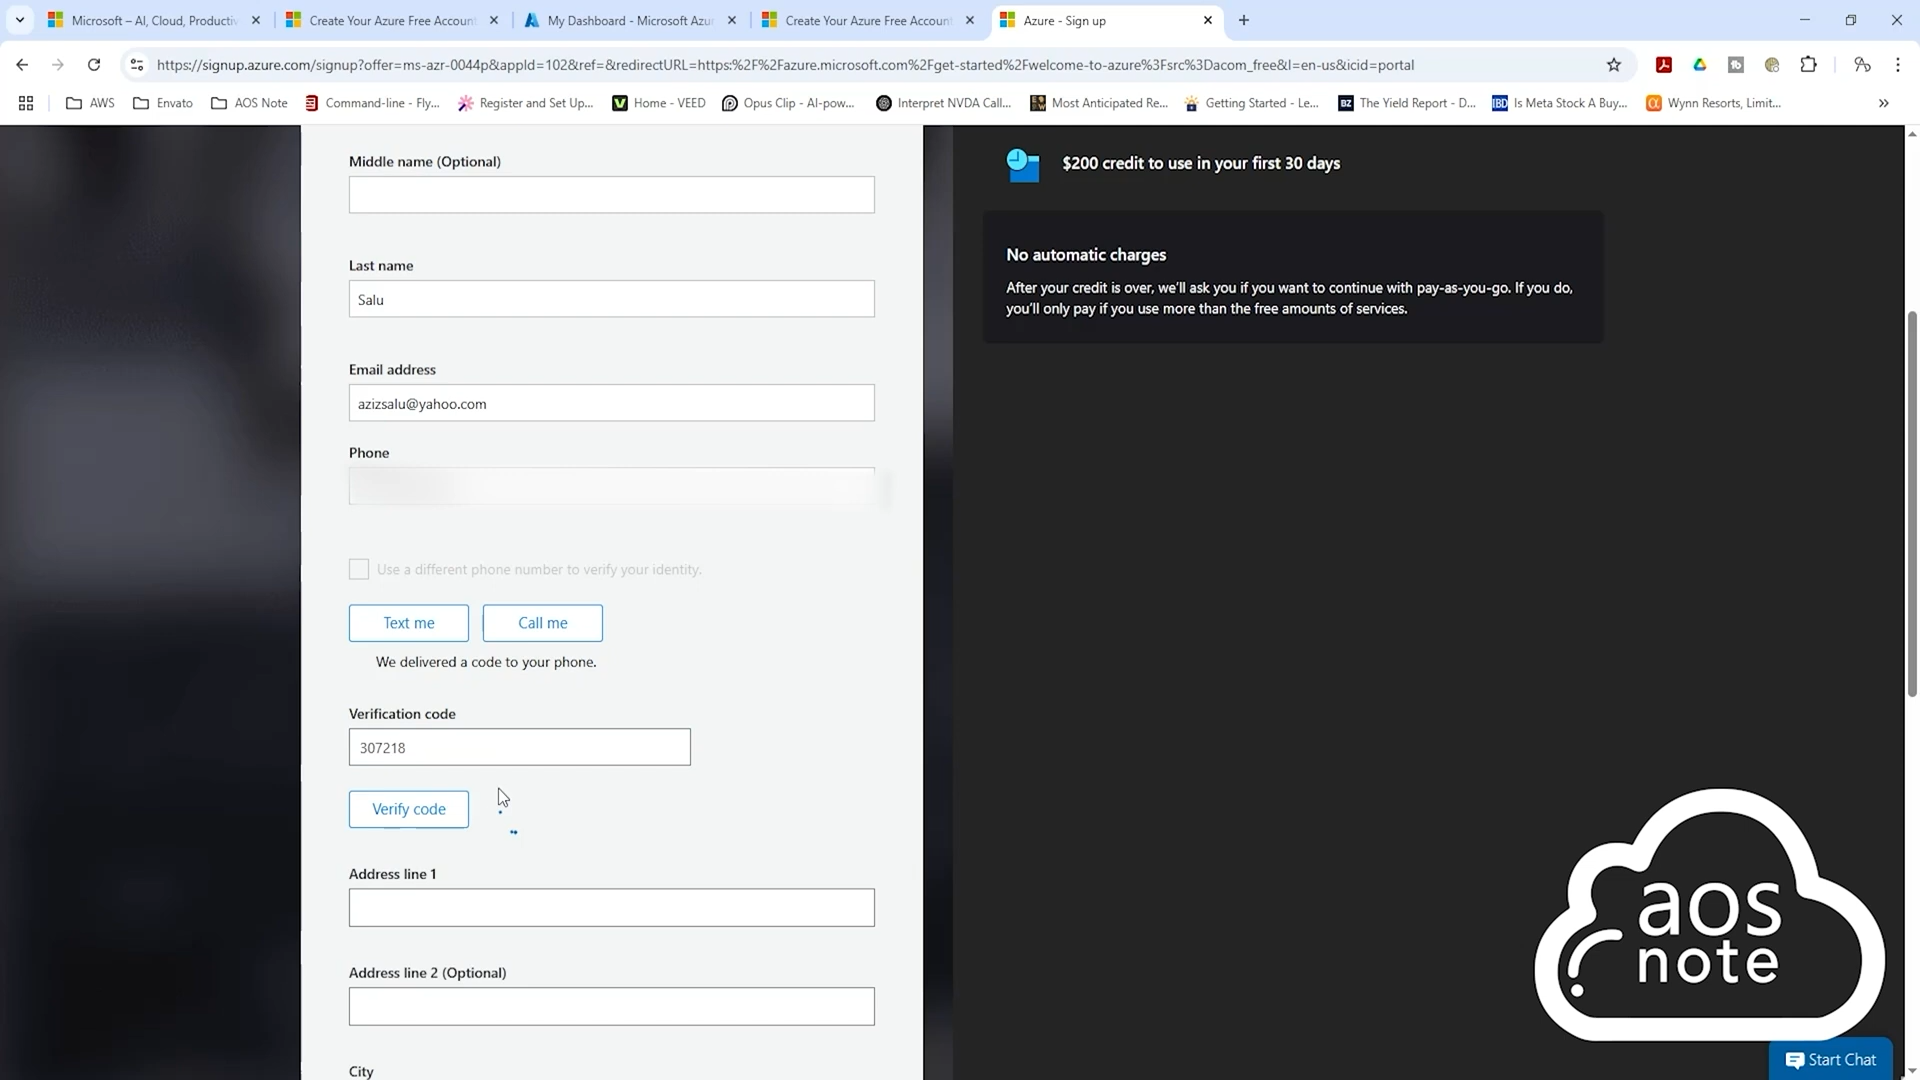 Microsoft – AI, Cloud, Productiv
Create Your Azure Free Account
My Dashboard - Microsoft Azur
Create Your Azure Free Account
Azure - Sign up
https://signup.azure.com/signup?offer=ms-azr-0044p&appId=102&ref=&redirectURL=https:%2F%2Fazure.microsoft.com%2Fget-started%2Fwelcome-to-azure%3Fsrc%3Dacom_free&l=en-us&icid=portal
AWS
Envato
AOS Note
Command-line - Fly...
Register and Set Up...
Home - VEED
Opus Clip - AI-pow...
Interpret NVDA Call...
Most Anticipated Re...
Getting Started - Le...
BZ
The Yield Report - D...
IBD
Is Meta Stock A Buy...
Wynn Resorts, Limit...
Middle name (Optional)
Last name
Salu
Email address
azizsalu@yahoo.com
Phone
Use a different phone number to verify your identity.
Text me
Call me
We delivered a code to your phone.
Verification code
307218
Verify code
Address line 1
Address line 2 (Optional)
City
$200 credit to use in your first 30 days
No automatic charges
After your credit is over, we'll ask you if you want to continue with pay-as-you-go. If you do,
you'll only pay if you use more than the free amounts of services.
aos
note
Start Chat